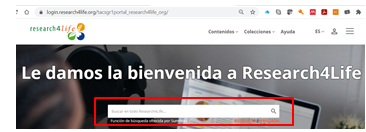 login.research4life.org/tacsgr1portal_research4life_org/
research4life
Contenidos Colecciones Ayuda ES
Le damos la bienvenida a Research4Life
Buscar en todo Research4Life...
Función de búsqueda ofrecida por Summon